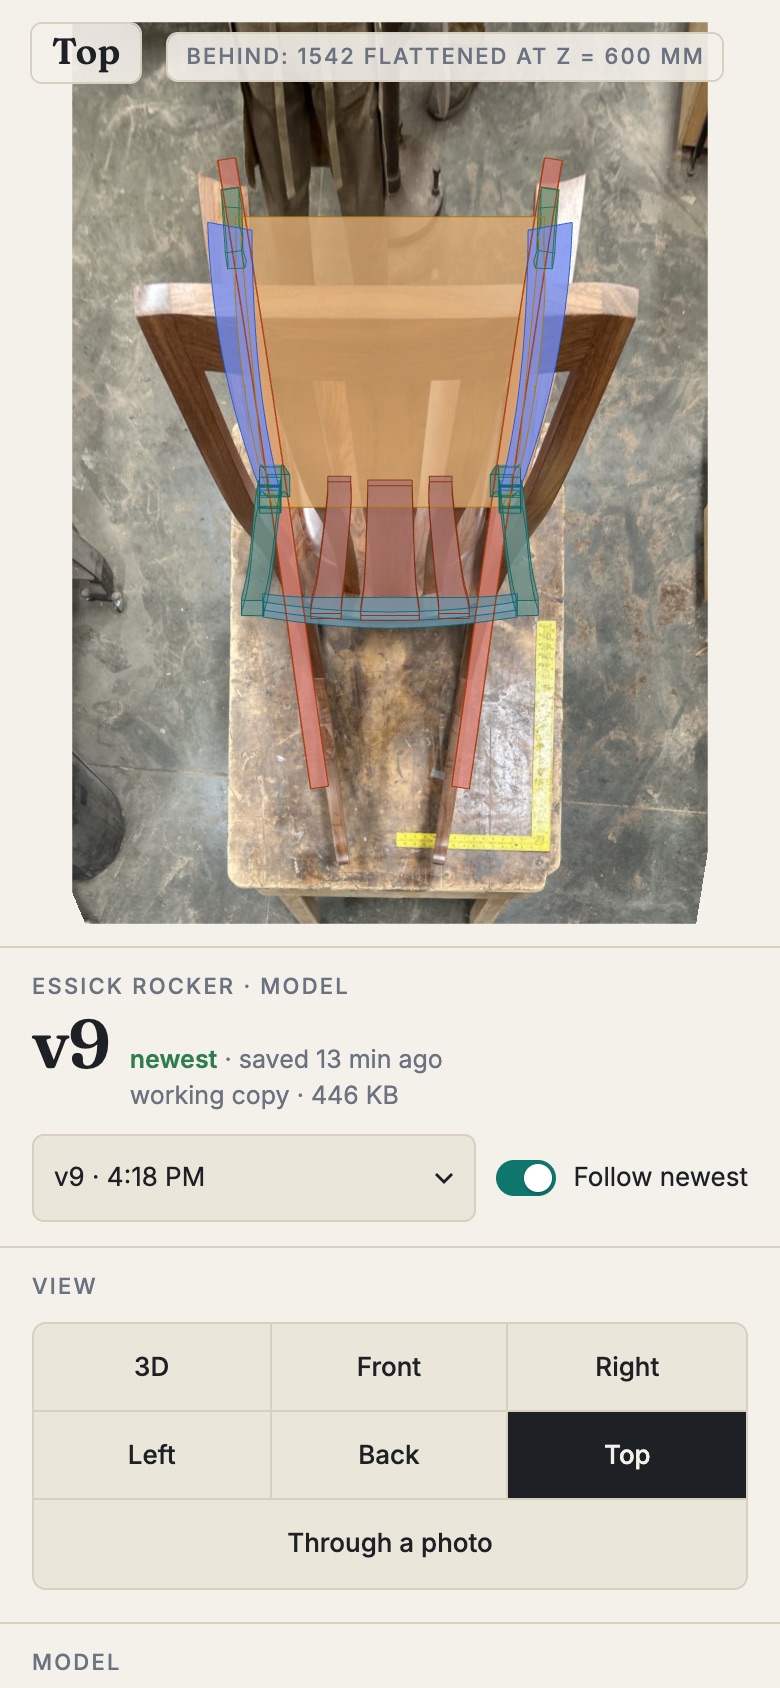 Top
BEHIND: 1542 FLATTENED AT Z = 600 MM
ESSICK ROCKER · MODEL
v9
newest · saved 13 min ago
working copy · 446 KB
v9 · 4:18 PM
Follow newest
VIEW
3D
Front
Right
Left
Back
Top
Through a photo
MODEL